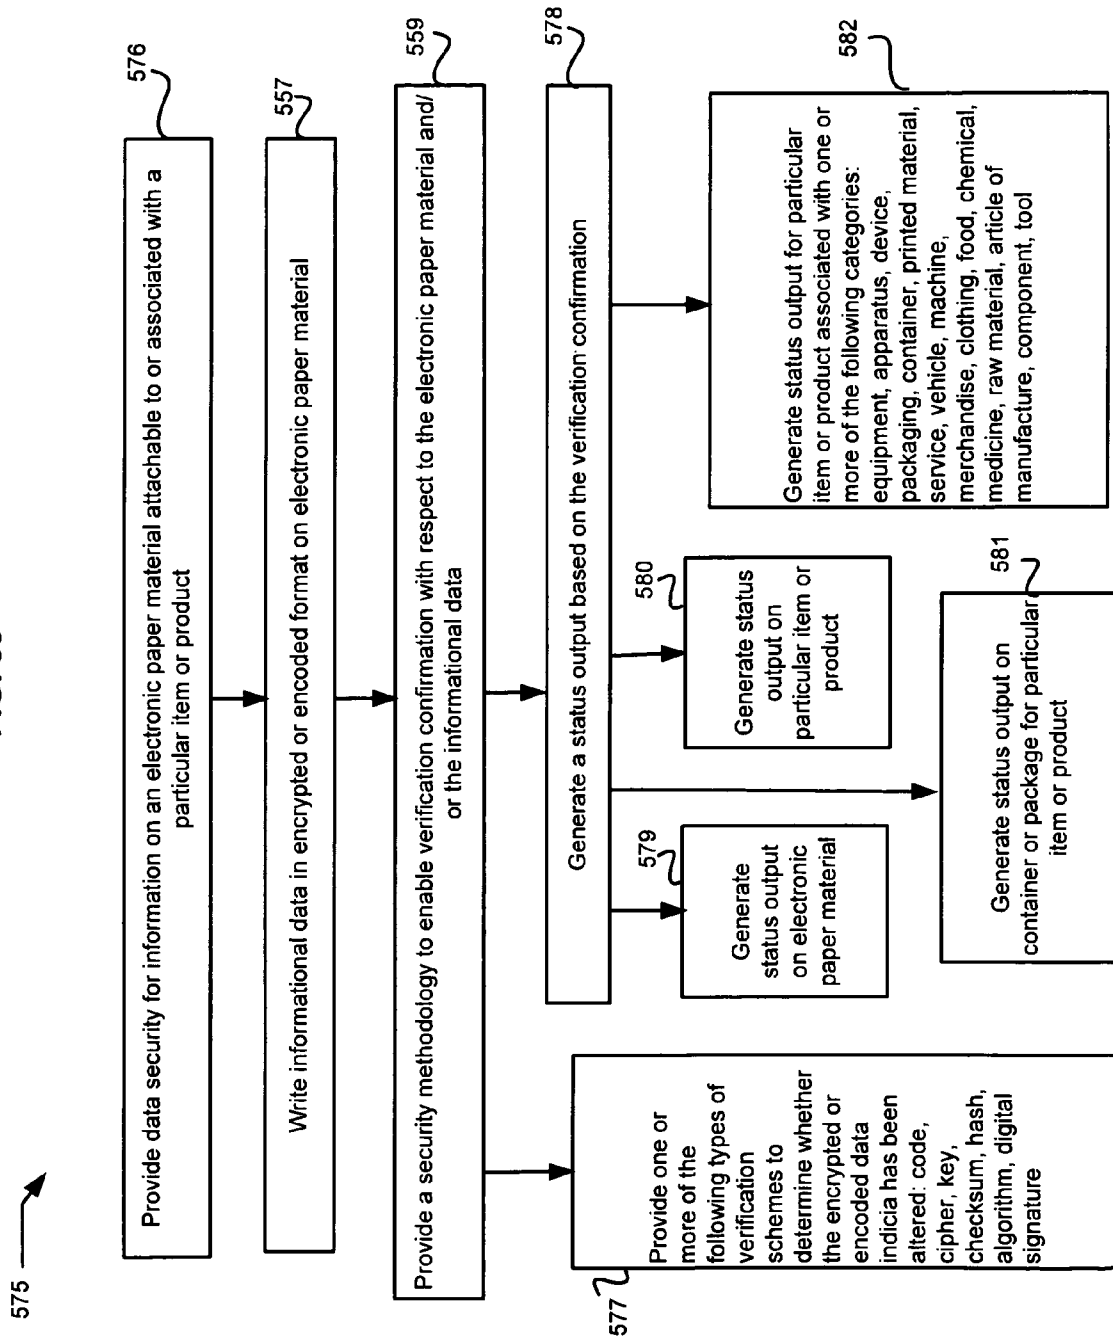 575
576
Provide data security for information on an electronic paper material attachable to or associated with a
particular item or product
557
Write informational data in encrypted or encoded format on electronic paper material
559
Provide a security methodology to enable verification confirmation with respect to the electronic paper material and/
or the informational data
578
Generate a status output based on the verification confirmation
577
Provide one or
more of the
following types of
verification
schemes to
determine whether
the encrypted or
encoded data
indicia has been
altered: code,
cipher, key,
checksum, hash,
algorithm, digital
signature
579
Generate
status output
on electronic
paper material
580
Generate status
output on
particular item or
product
581
Generate status output on
container or package for particular
item or product
582
Generate status output for particular
item or product associated with one or
more of the following categories:
equipment, apparatus, device,
packaging, container, printed material,
service, vehicle, machine,
merchandise, clothing, food, chemical,
medicine, raw material, article of
manufacture, component, tool